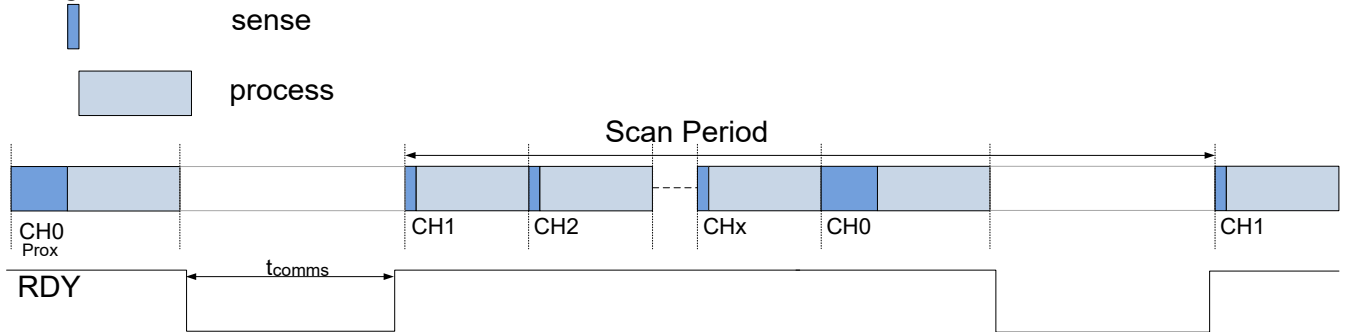 sense
process
Scan Period
CH0
Prox
CH1
CH2
CHx
CH0
CH1
tcomms
RDY